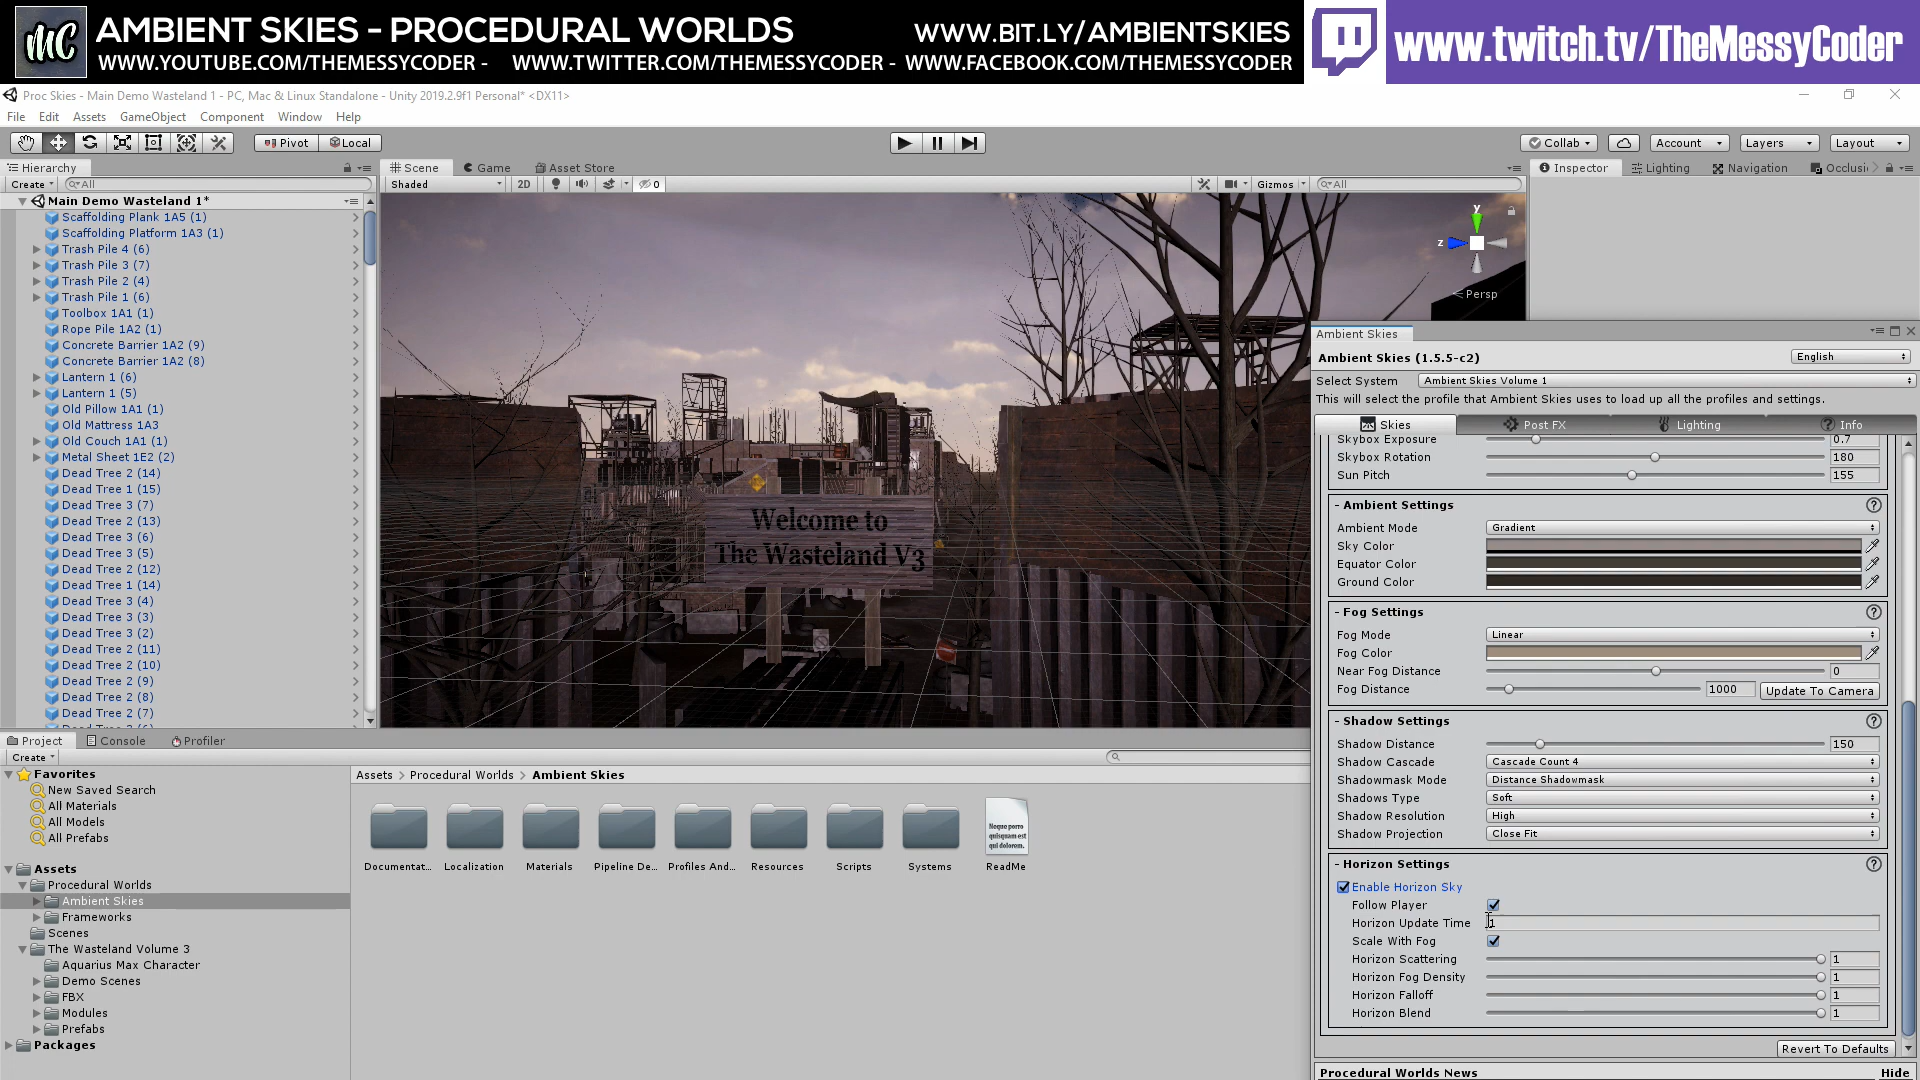 MC
AMBIENT SKIES - PROCEDURAL WORLDS
WWW.BIT.LY/AMBIENTSKIES
WWW.YOUTUBE.COM/THEMESSYCODER - WWW.TWITTER.COM/THEMESSYCODER - WWW.FACEBOOK.COM/THEMESSYCODER
www.twitch.tv/TheMessyCoder
Proc Skies - Main Demo Wasteland 1 - PC, Mac & Linux Standalone - Unity 2019.2.9f1 Personal* <DX11>
File Edit Assets GameObject Component Window Help
Pivot Local
Collab Account Layers Layout
Hierarchy
Create All
Main Demo Wasteland 1*
Scaffolding Plank 1A5 (1)
Scaffolding Platform 1A3 (1)
Trash Pile 4 (6)
Trash Pile 3 (7)
Trash Pile 2 (4)
Trash Pile 1 (6)
Toolbox 1A1 (1)
Rope Pile 1A2 (1)
Concrete Barrier 1A2 (9)
Concrete Barrier 1A2 (8)
Lantern 1 (6)
Lantern 1 (5)
Old Pillow 1A1 (1)
Old Mattress 1A3
Old Couch 1A1 (1)
Metal Sheet 1E2 (2)
Dead Tree 2 (14)
Dead Tree 1 (15)
Dead Tree 3 (7)
Dead Tree 2 (13)
Dead Tree 3 (6)
Dead Tree 3 (5)
Dead Tree 2 (12)
Dead Tree 1 (14)
Dead Tree 3 (4)
Dead Tree 3 (3)
Dead Tree 3 (2)
Dead Tree 2 (11)
Dead Tree 2 (10)
Dead Tree 2 (9)
Dead Tree 2 (8)
Dead Tree 2 (7)
Scene Game Asset Store
Shaded 2D 0 Gizmos All
y
z
Persp
Welcome to
The Wasteland V3
Inspector Lighting Navigation Occlusi
Ambient Skies
Ambient Skies (1.5.5-c2) English
Select System Ambient Skies Volume 1
This will select the profile that Ambient Skies uses to load up all the profiles and settings.
Skies Post FX Lighting Info
Skybox Exposure 0.7
Skybox Rotation 180
Sun Pitch 155
- Ambient Settings
Ambient Mode Gradient
Sky Color
Equator Color
Ground Color
- Fog Settings
Fog Mode Linear
Fog Color
Near Fog Distance 0
Fog Distance 1000 Update To Camera
- Shadow Settings
Shadow Distance 150
Shadow Cascade Cascade Count 4
Shadowmask Mode Distance Shadowmask
Shadows Type Soft
Shadow Resolution High
Shadow Projection Close Fit
- Horizon Settings
Enable Horizon Sky
Follow Player
Horizon Update Time 1
Scale With Fog
Horizon Scattering 1
Horizon Fog Density 1
Horizon Falloff 1
Horizon Blend 1
Revert To Defaults
Procedural Worlds News Hide
Project Console Profiler
Create
Favorites
New Saved Search
All Materials
All Models
All Prefabs
Assets
Procedural Worlds
Ambient Skies
Frameworks
Scenes
The Wasteland Volume 3
Aquarius Max Character
Demo Scenes
FBX
Modules
Prefabs
Packages
Assets > Procedural Worlds > Ambient Skies
Neque porro
quisquam est
qui dolorem.
Documentat... Localization Materials Pipeline De... Profiles And... Resources Scripts Systems ReadMe